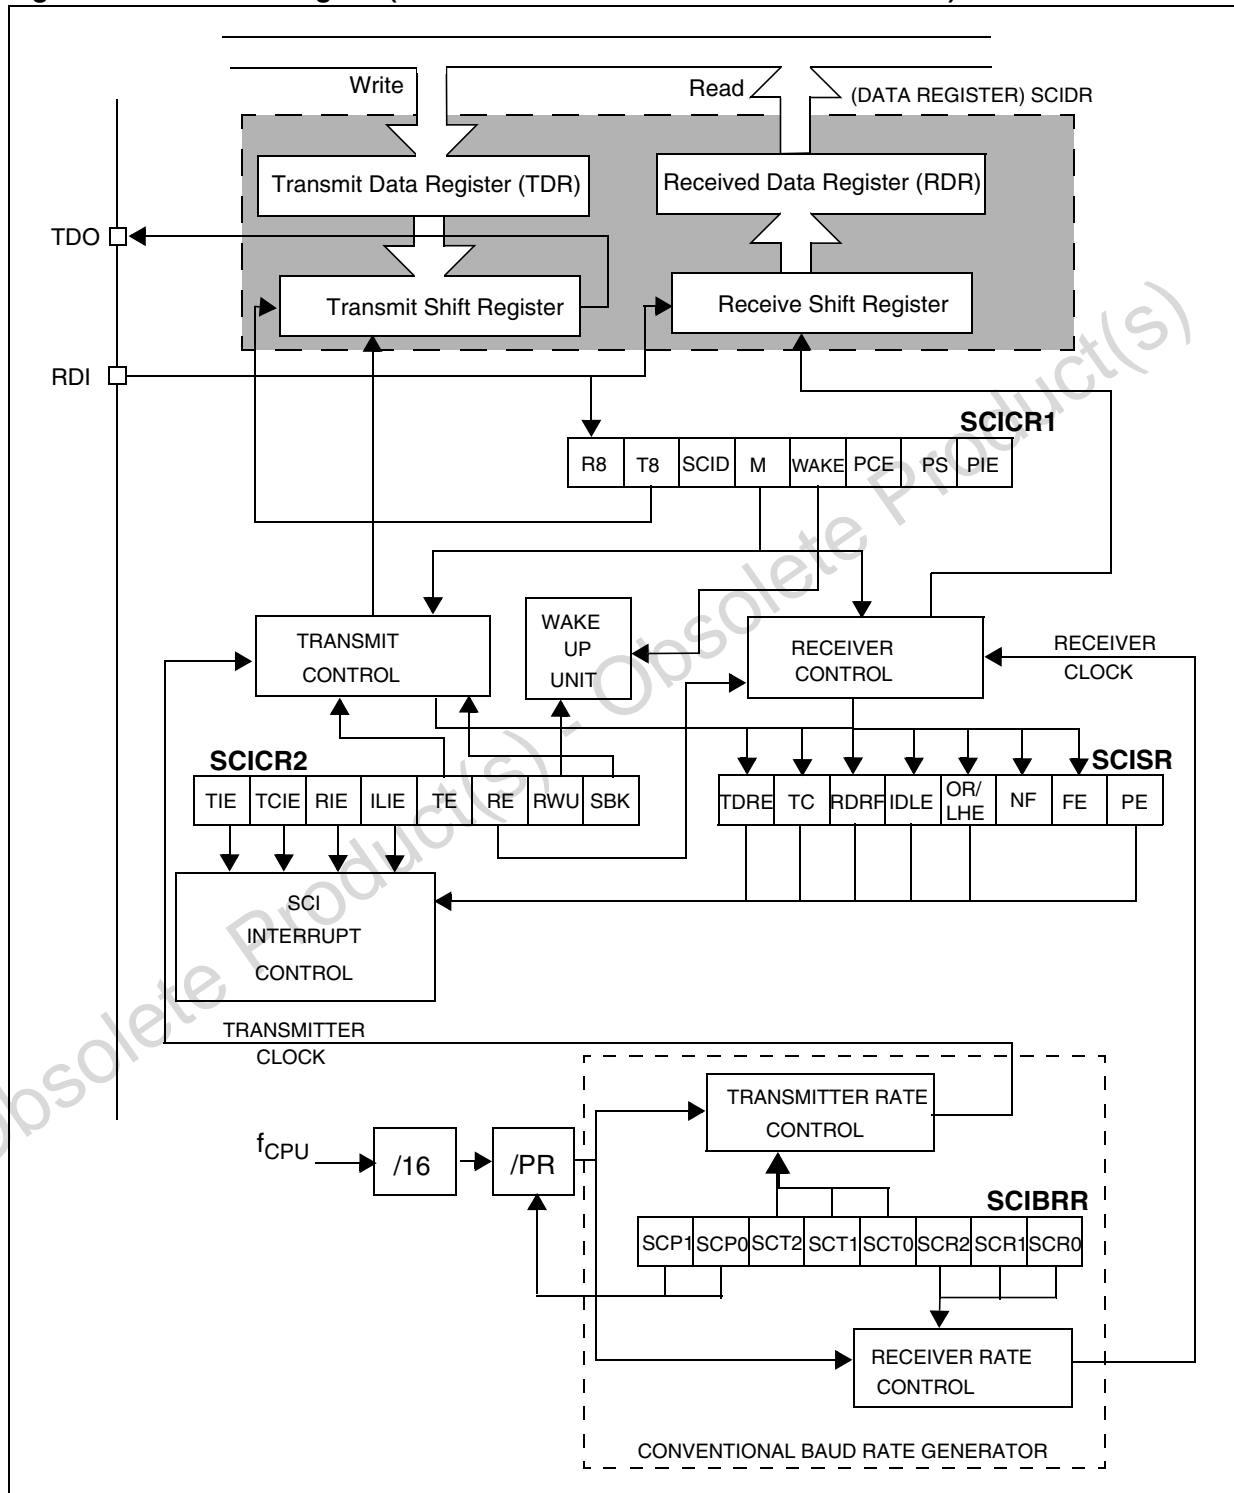 Write
Read
(DATA REGISTER) SCIDR
Transmit Data Register (TDR)
Received Data Register (RDR)
TDO
Transmit Shift Register
Receive Shift Register
RDI
SCICR1
R8 T8 SCID M WAKE PCE PS PIE
TRANSMIT
CONTROL
WAKE
UP
UNIT
RECEIVER
CONTROL
RECEIVER
CLOCK
SCICR2
TIE TCIE RIE ILIE TE RE RWU SBK
SCISR
TDRE TC RDRF IDLE OR/
LHE NF FE PE
SCI
INTERRUPT
CONTROL
TRANSMITTER
CLOCK
TRANSMITTER RATE
CONTROL
fCPU
/16
/PR
SCIBRR
SCP1 SCP0 SCT2 SCT1 SCT0 SCR2 SCR1 SCR0
RECEIVER RATE
CONTROL
CONVENTIONAL BAUD RATE GENERATOR
Obsolete Product(s) - Obsolete Product(s)